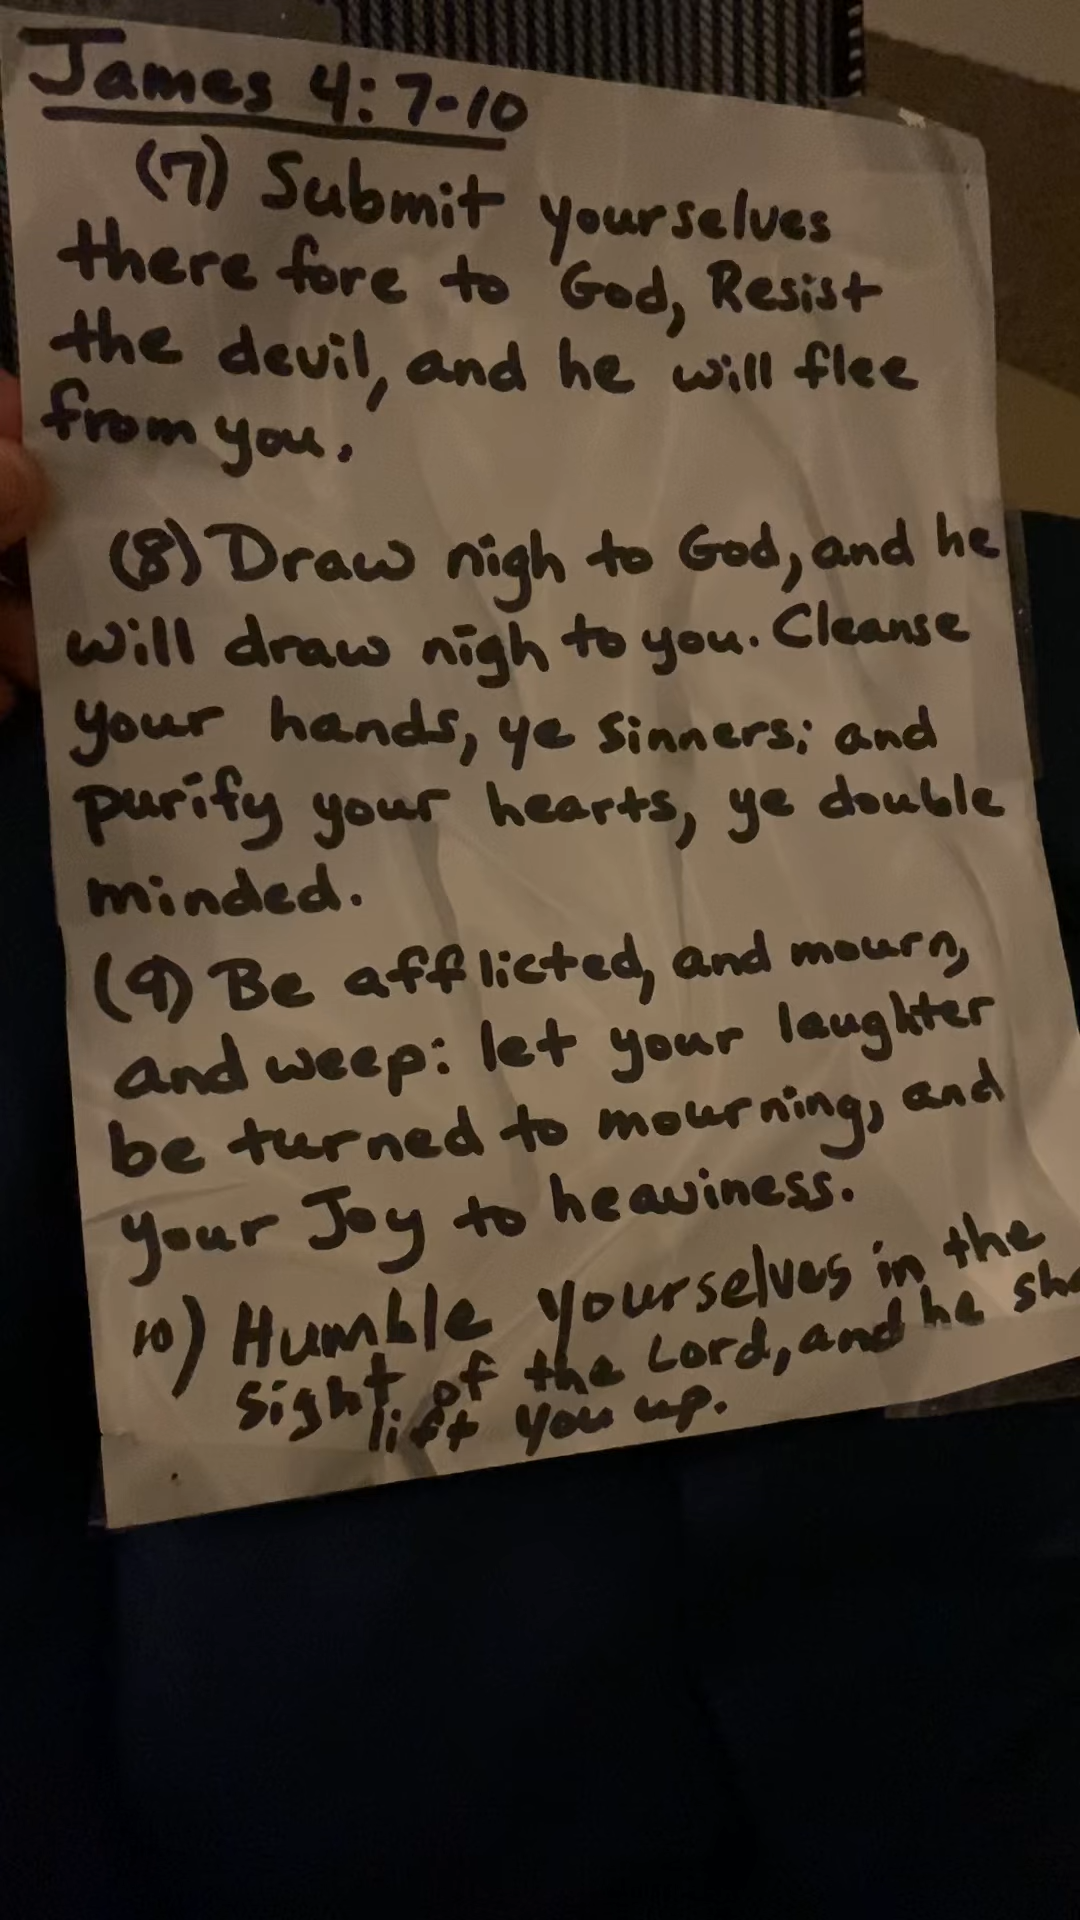 James 4:7-10
(7) Submit yourselves
there fore to God, Resist
the devil, and he will flee
from you.
(8) Draw nigh to God, and he
will draw nigh to you. Cleanse
your hands, ye sinners; and
purify your hearts, ye double
minded.
(9) Be afflicted, and mourn,
and weep: let your laughter
be turned to mourning, and
your Joy to heaviness.
10) Humble yourselves in the
sight of the Lord, and he sha
lift you up.